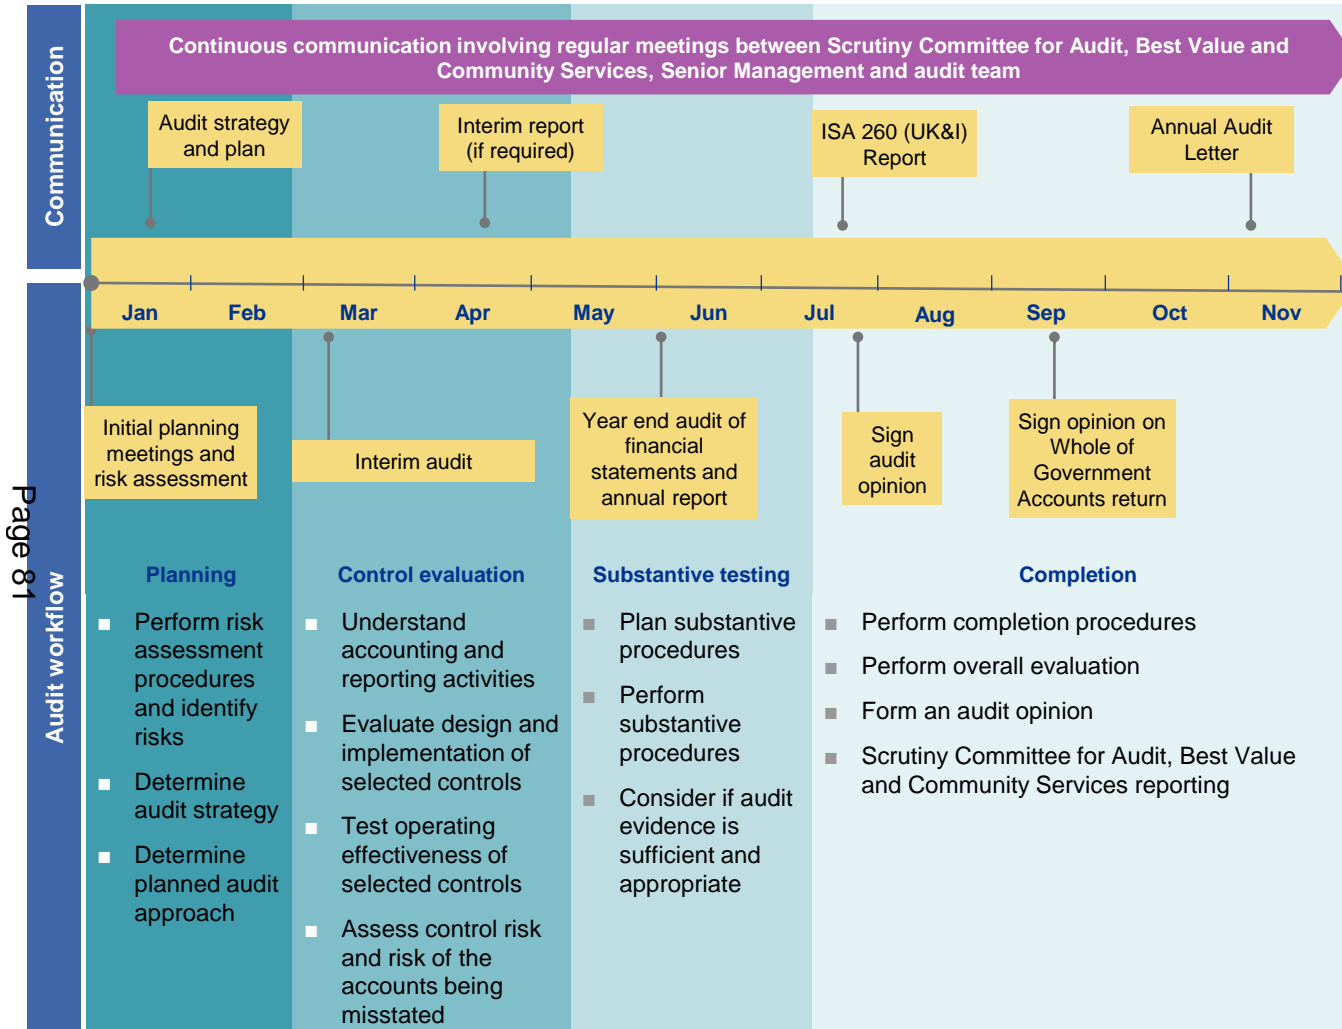 Communication
Continuous communication involving regular meetings between Scrutiny Committee for Audit, Best Value and
Community Services, Senior Management and audit team
Audit strategy
and plan
Interim report
(if required)
ISA 260 (UK&I)
Report
Annual Audit
Letter
Jan
Feb
Mar
Apr
May
Jun
Jul
Aug
Sep
Oct
Nov
Audit workflow
Initial planning
meetings and
risk assessment
Interim audit
Year end audit of
financial
statements and
annual report
Sign
audit
opinion
Sign opinion on
Whole of
Government
Accounts return
Page 81
Planning
■ Perform risk
assessment
procedures
and identify
risks
■ Determine
audit strategy
■ Determine
planned audit
approach
Control evaluation
■ Understand
accounting and
reporting activities
■ Evaluate design and
implementation of
selected controls
■ Test operating
effectiveness of
selected controls
■ Assess control risk
and risk of the
accounts being
misstated
Substantive testing
■ Plan substantive
procedures
■ Perform
substantive
procedures
■ Consider if audit
evidence is
sufficient and
appropriate
Completion
■ Perform completion procedures
■ Perform overall evaluation
■ Form an audit opinion
■ Scrutiny Committee for Audit, Best Value
and Community Services reporting